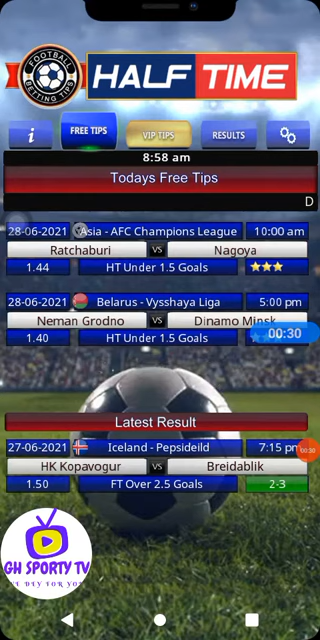 FOOTBALL
BETTING TIPS
HALF TIME
i
FREE TIPS
VIP TIPS
RESULTS
8:58 am
Todays Free Tips
D
28-06-2021
Asia - AFC Champions League
10:00 am
Ratchaburi
VS
Nagoya
1.44
HT Under 1.5 Goals
28-06-2021
Belarus - Vysshaya Liga
5:00 pm
Neman Grodno
VS
Dinamo Minsk
00:30
1.40
HT Under 1.5 Goals
Latest Result
27-06-2021
Iceland - Pepsideild
7:15 pm
00:30
HK Kopavogur
VS
Breidablik
1.50
FT Over 2.5 Goals
2-3
GH SPORTY TV